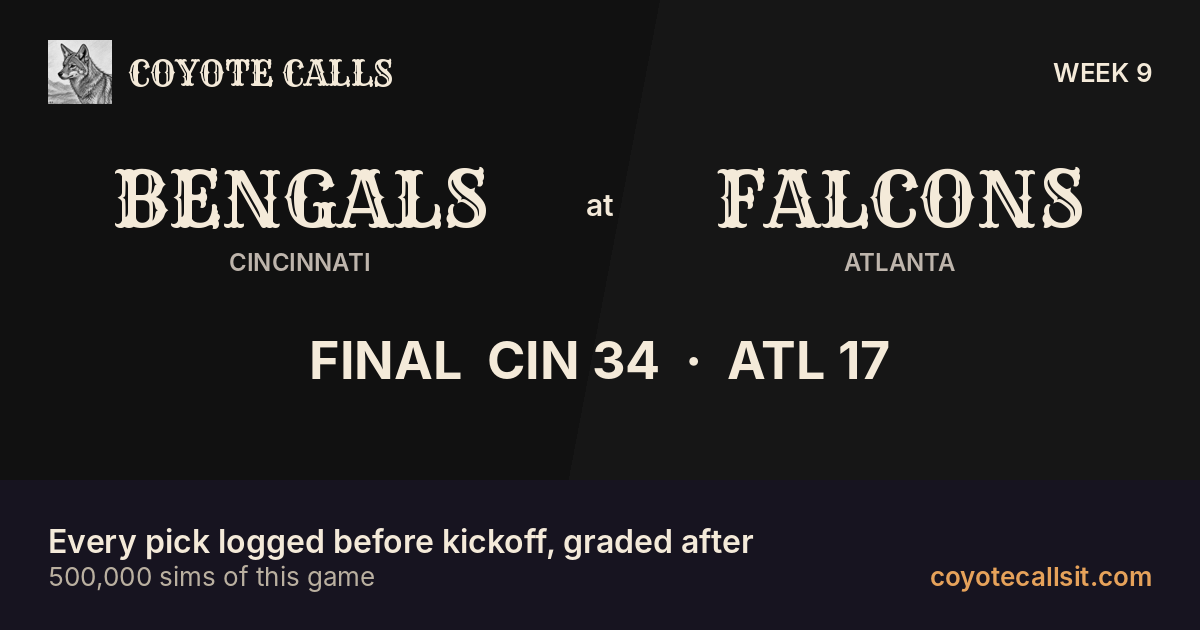 COYOTE CALLS
WEEK 9
BENGALS at FALCONS
CINCINNATI ATLANTA
FINAL CIN 34 · ATL 17
Every pick logged before kickoff, graded after
500,000 sims of this game
coyotecallsit.com